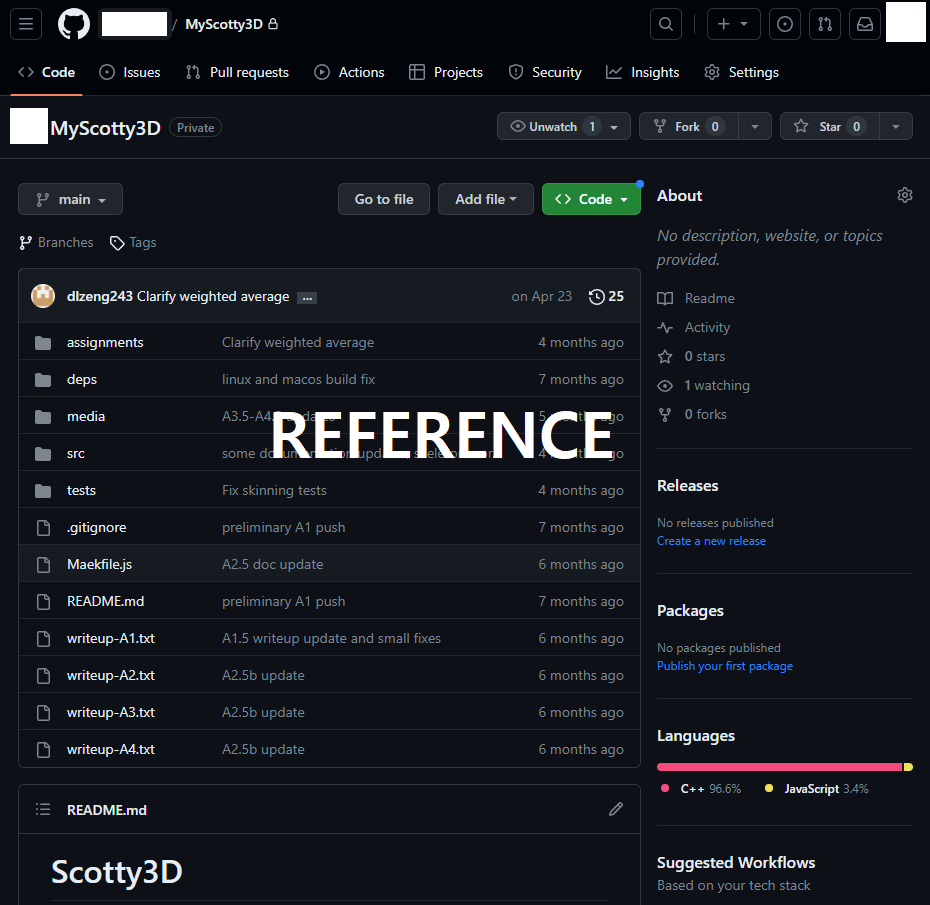 / MyScotty3D
Code Issues Pull requests Actions Projects Security Insights Settings
MyScotty3D Private
Unwatch 1 Fork 0 Star 0
main Go to file Add file Code
Branches Tags
dlzeng243 Clarify weighted average ... on Apr 23 25
assignments Clarify weighted average 4 months ago
deps linux and macos build fix 7 months ago
media A3.5-A4. 5 go
src some 4 go
REFERENCE
tests Fix skinning tests 4 months ago
.gitignore preliminary A1 push 7 months ago
Maekfile.js A2.5 doc update 6 months ago
README.md preliminary A1 push 7 months ago
writeup-A1.txt A1.5 writeup update and small fixes 6 months ago
writeup-A2.txt A2.5b update 6 months ago
writeup-A3.txt A2.5b update 6 months ago
writeup-A4.txt A2.5b update 6 months ago
README.md
Scotty3D
About
No description, website, or topics
provided.
Readme
Activity
0 stars
1 watching
0 forks
Releases
No releases published
Create a new release
Packages
No packages published
Publish your first package
Languages
C++ 96.6% JavaScript 3.4%
Suggested Workflows
Based on your tech stack